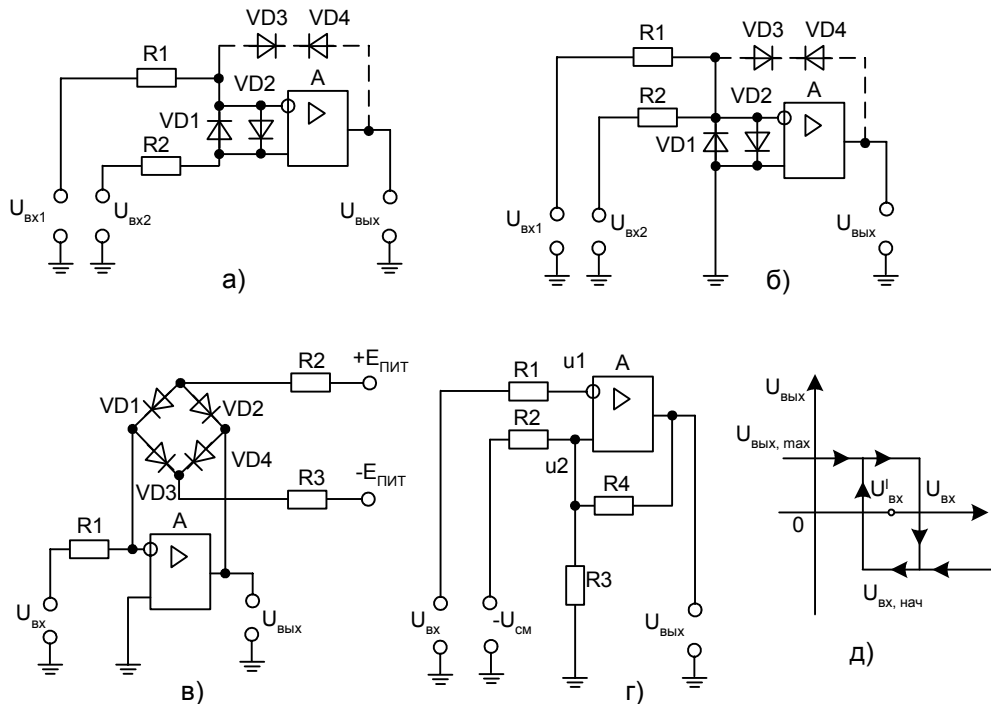 VD3 VD4
R1
A
VD2
VD1
R2
Uвх1
Uвх2
Uвых
а)
VD3 VD4
R1
A
R2
VD2
VD1
Uвх1
Uвх2
Uвых
б)
R2
+EПИТ
VD1
VD2
VD4
VD3
R3
-EПИТ
R1
A
Uвх
Uвых
в)
u1
A
R1
R2
u2
R4
R3
Uвх
-Uсм
Uвых
г)
Uвых
Uвых, max
UIвх
Uвх
0
Uвх, нач
д)